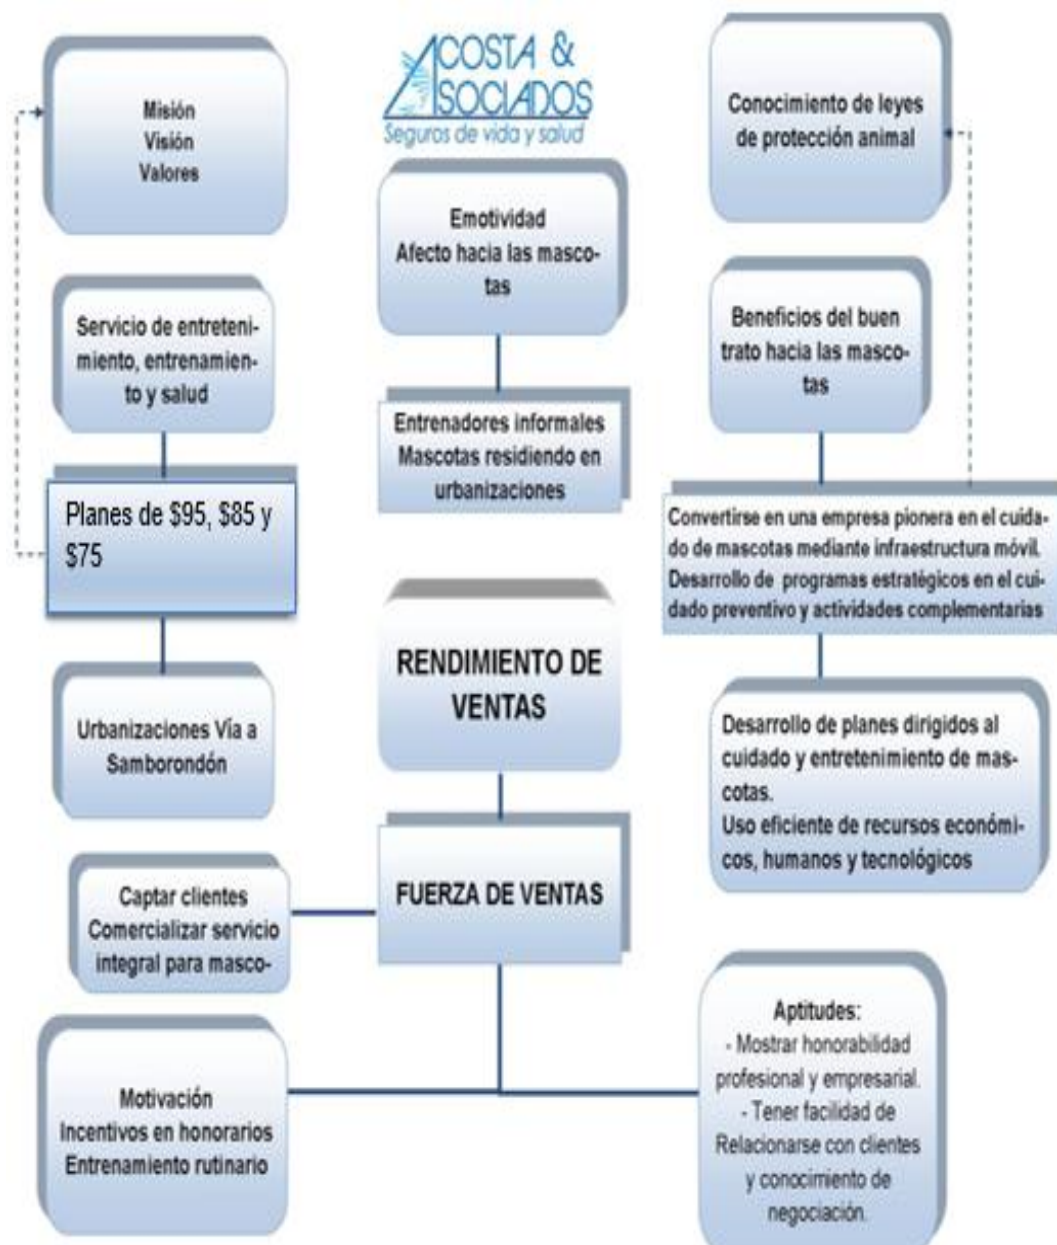 Misión
Visión
Valores
ACOSTA &
ASOCIADOS
Seguros de vida y salud
Conocimiento de leyes
de protección animal
Emotividad
Afecto hacia las masco-
tas
Servicio de entreteni-
miento, entrenamien-
to y salud
Beneficios del buen
trato hacia las masco-
tas
Entrenadores informales
Mascotas residiendo en
urbanizaciones
Planes de $95, $85 y
$75
Convertirse en una empresa pionera en el cuida-
do de mascotas mediante infraestructura móvil.
Desarrollo de programas estratégicos en el cui-
dado preventivo y actividades complementarias
RENDIMIENTO DE
VENTAS
Urbanizaciones Vía a
Samborondón
Desarrollo de planes dirigidos al
cuidado y entretenimiento de mas-
cotas.
Uso eficiente de recursos económi-
cos, humanos y tecnológicos
FUERZA DE VENTAS
Captar clientes
Comercializar servicio
integral para masco-
Motivación
Incentivos en honorarios
Entrenamiento rutinario
Aptitudes:
- Mostrar honorabilidad
profesional y empresarial.
- Tener facilidad de
Relacionarse con clientes
y conocimiento de
negociación.